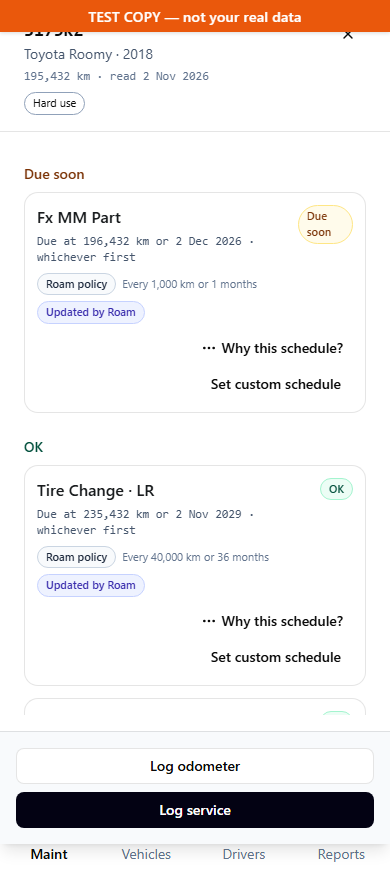 TEST COPY — not your real data
Toyota Roomy · 2018
195,432 km · read 2 Nov 2026
Hard use
Due soon
Fx MM Part
Due soon
Due at 196,432 km or 2 Dec 2026 ·
whichever first
Roam policy Every 1,000 km or 1 months
Updated by Roam
··· Why this schedule?
Set custom schedule
OK
Tire Change · LR
OK
Due at 235,432 km or 2 Nov 2029 ·
whichever first
Roam policy Every 40,000 km or 36 months
Updated by Roam
··· Why this schedule?
Set custom schedule
Log odometer
Log service
Maint Vehicles Drivers Reports